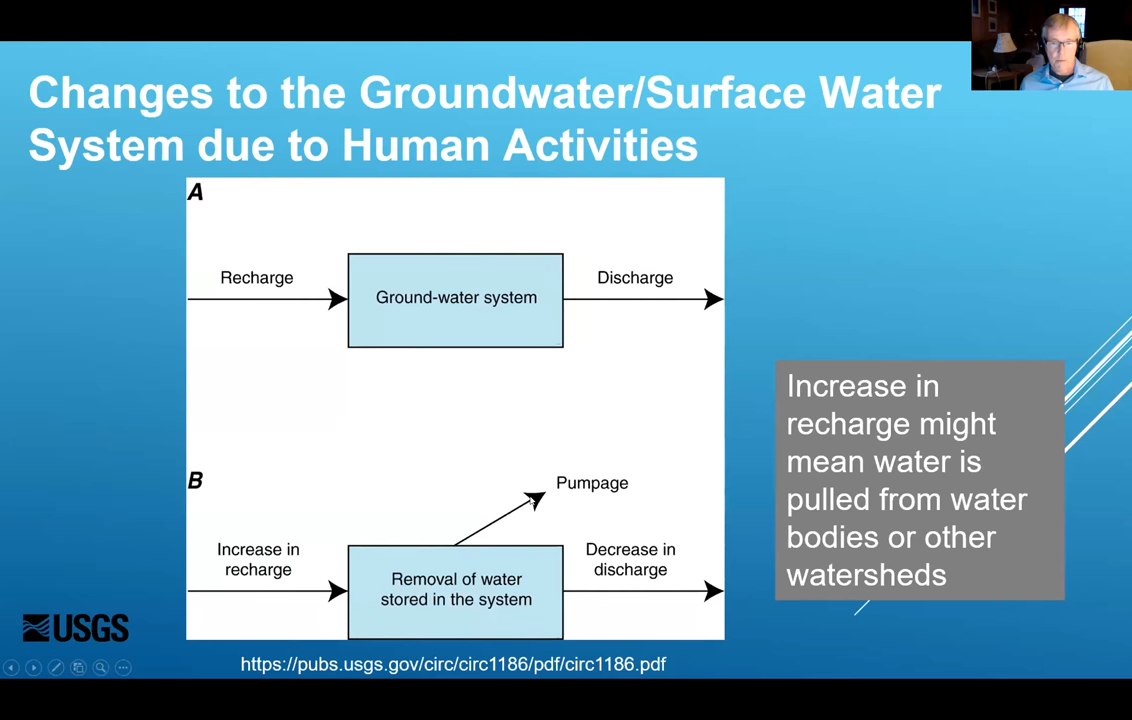 Changes to the Groundwater/Surface Water
System due to Human Activities
A
Recharge
Ground-water system
Discharge
B
Pumpage
Increase in
recharge
Removal of water
stored in the system
Decrease in
discharge
Increase in
recharge might
mean water is
pulled from water
bodies or other
watersheds
USGS
https://pubs.usgs.gov/circ/circ1186/pdf/circ1186.pdf